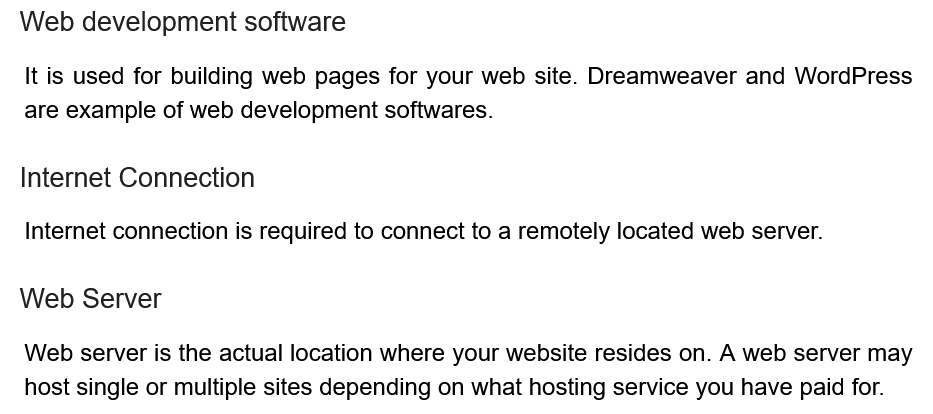 Web development software
It is used for building web pages for your web site. Dreamweaver and WordPress
are example of web development softwares.
Internet Connection
Internet connection is required to connect to a remotely located web server.
Web Server
Web server is the actual location where your website resides on. A web server may
host single or multiple sites depending on what hosting service you have paid for.